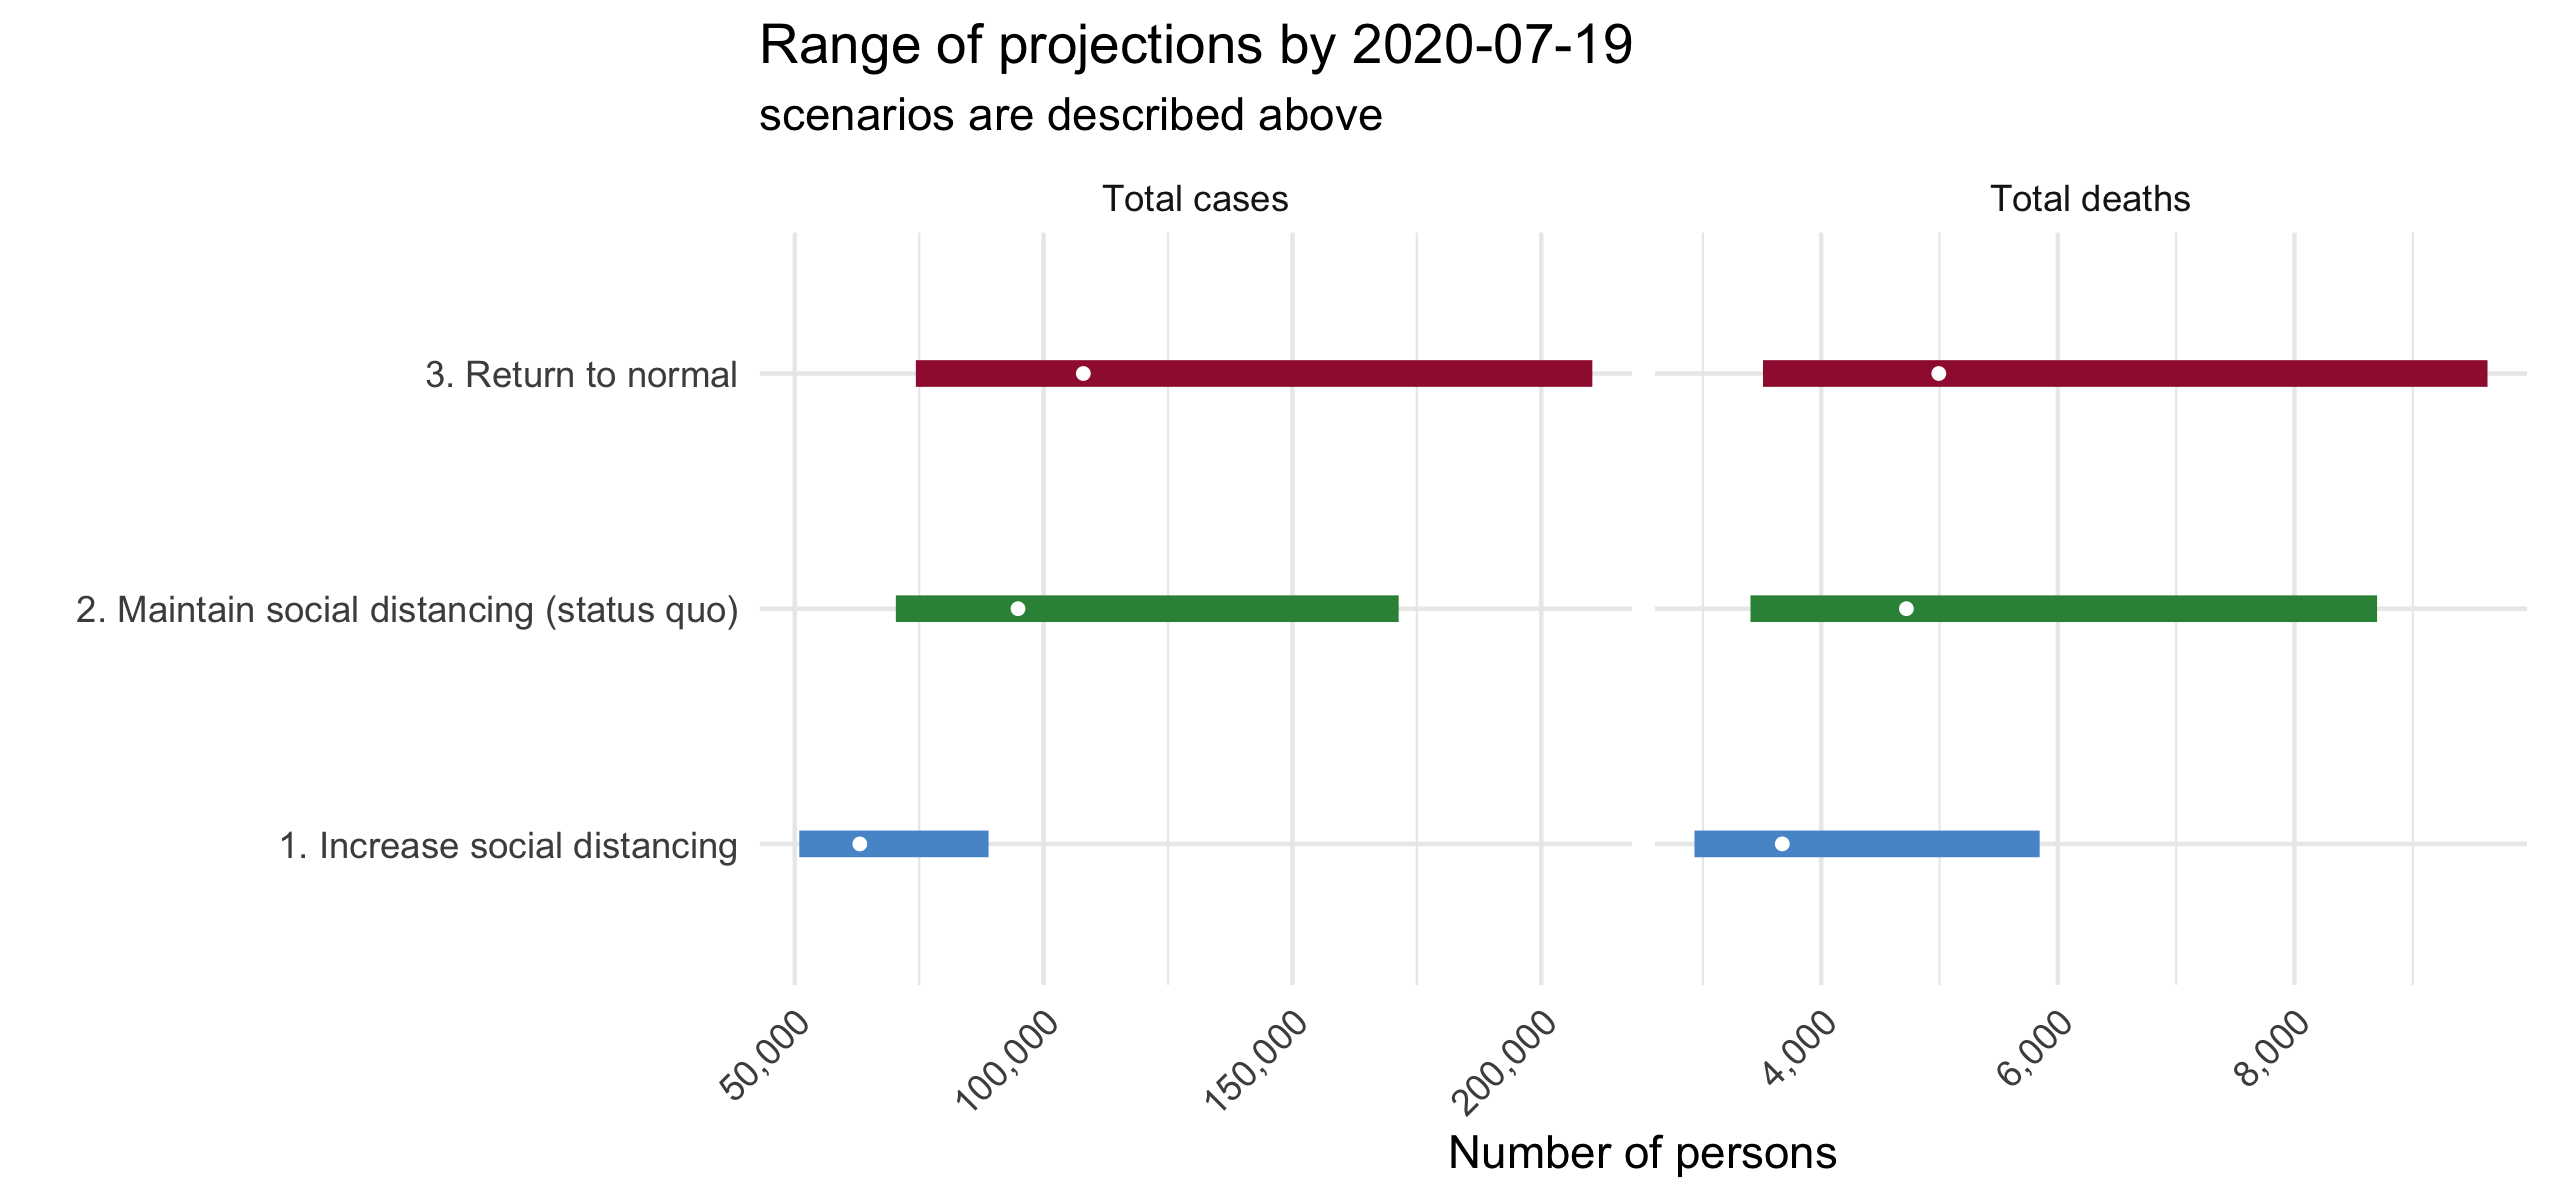 Range of projections by 2020-07-19
scenarios are described above
Total cases
Total deaths
3. Return to normal
2. Maintain social distancing (status quo)
1. Increase social distancing
50,000
100,000
150,000
200,000
4,000
6,000
8,000
Number of persons